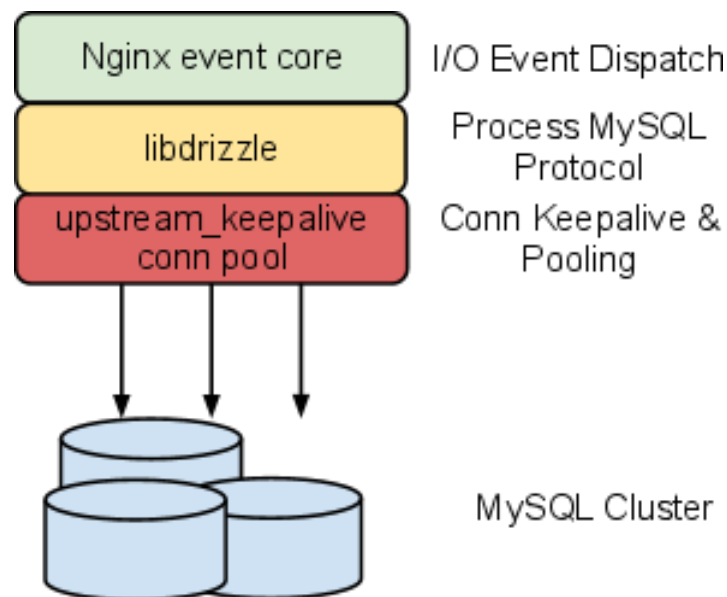 Nginx event core
I/O Event Dispatch
libdrizzle
Process MySQL
Protocol
upstream_keepalive
conn pool
Conn Keepalive &
Pooling
MySQL Cluster